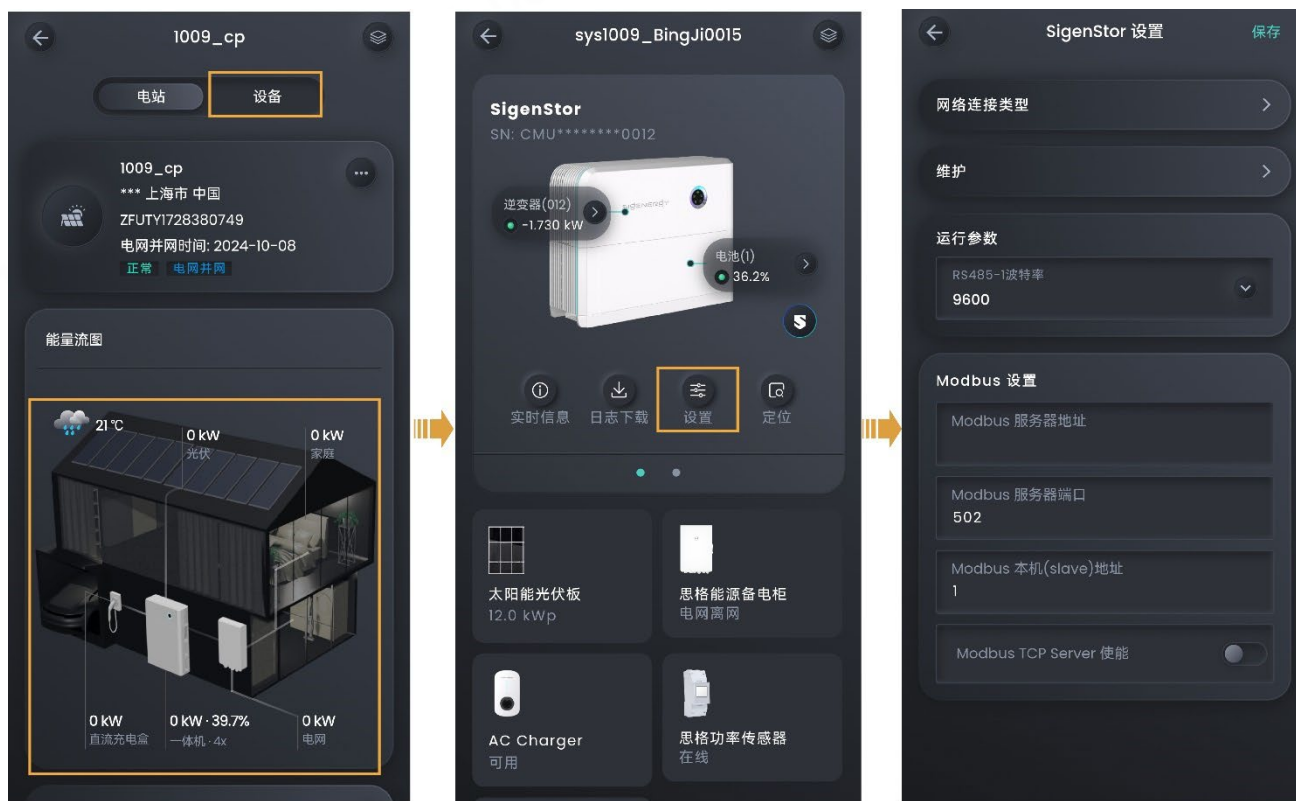 1009_cp
电站
设备
1009_cp
*** 上海市 中国
ZFUTY1728380749
电网并网时间: 2024-10-08
正常 电网并网
能量流图
21℃
0 kW
光伏
0 kW
家庭
0 kW
直流充电盒
0 kW · 39.7%
一体机 · 4x
0 kW
电网
sys1009_BingJi0015
SigenStor
SN: CMU********0012
SIGENERGY
逆变器(012)
-1.730 kW
电池(1)
36.2%
实时信息
日志下载
设置
定位
太阳能光伏板
12.0 kWp
思格能源备电柜
电网离网
AC Charger
可用
思格功率传感器
在线
SigenStor 设置
保存
网络连接类型
维护
运行参数
RS485-1波特率
9600
Modbus 设置
Modbus 服务器地址
Modbus 服务器端口
502
Modbus 本机(slave)地址
1
Modbus TCP Server 使能